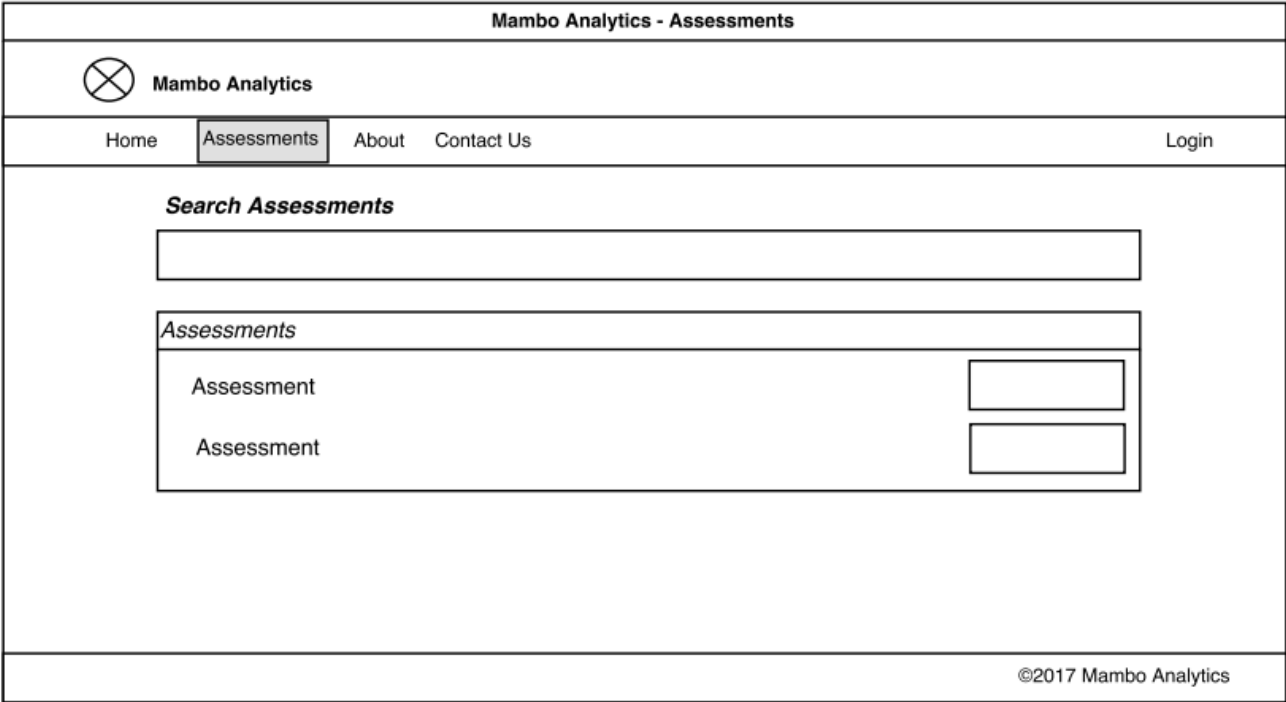 Mambo Analytics - Assessments
Mambo Analytics
Home Assessments About Contact Us Login
Search Assessments
Assessments
Assessment
Assessment
©2017 Mambo Analytics